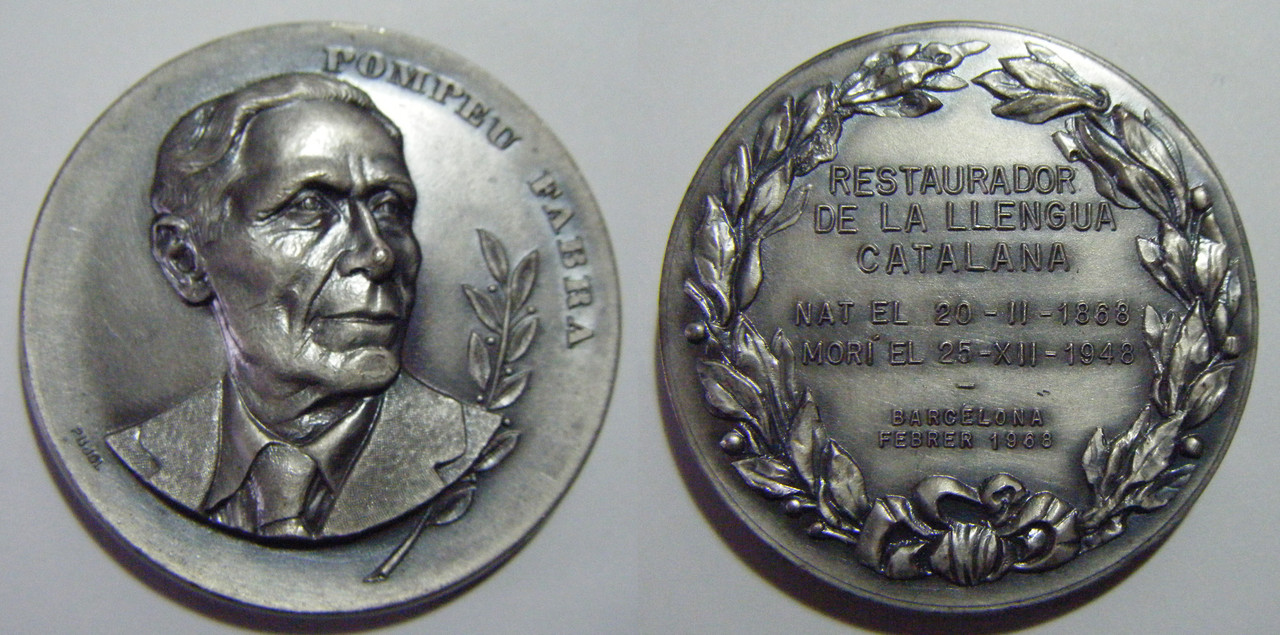 POMPEU FABRA
PUJOL
RESTAURADOR
DE LA LLENGUA
CATALANA
NAT EL 20-II-1868
MORÍ EL 25-XII-1948
-
BARCELONA
FEBRER 1968